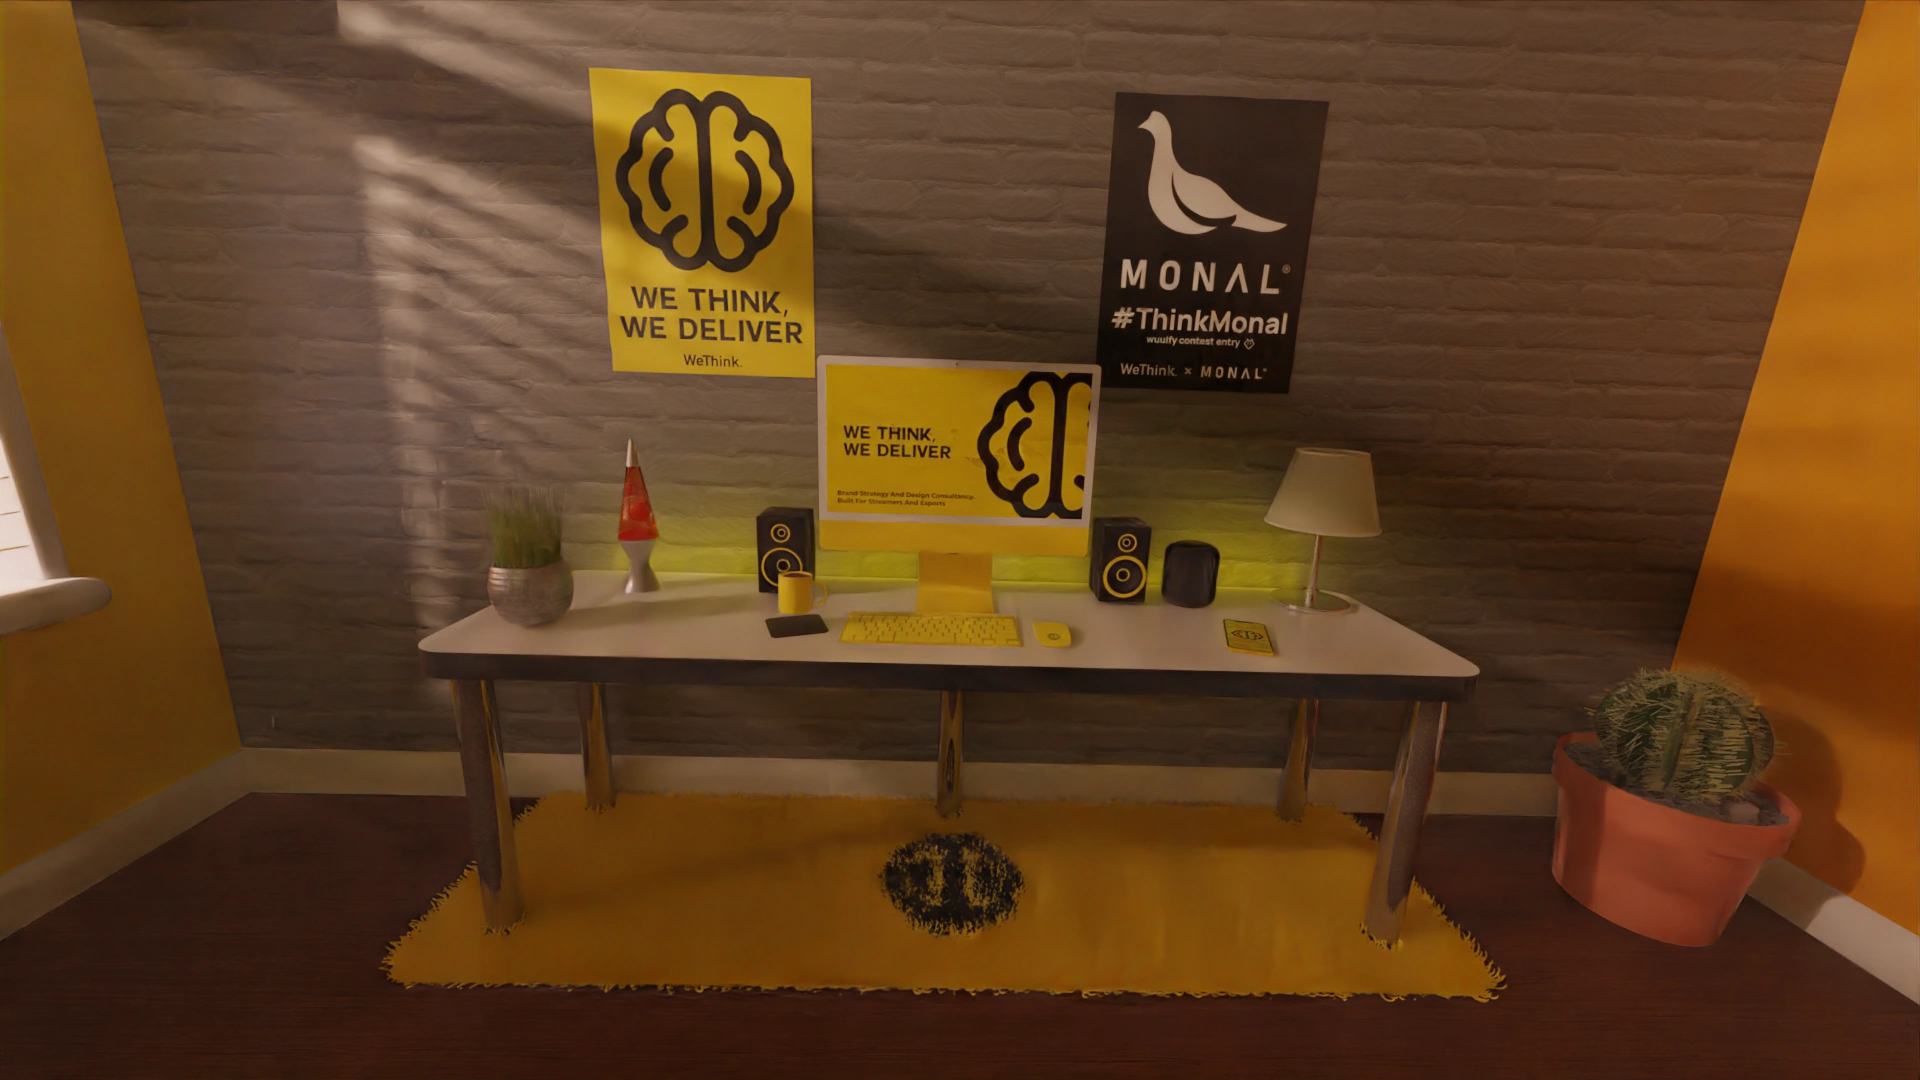 WE THINK,
WE DELIVER
WeThink.
MONAL®
#ThinkMonal
wuuify contest entry
WeThink. × MONAL®
WE THINK,
WE DELIVER
Brand Strategy And Design Consultancy.
Built For Streamers And Esports